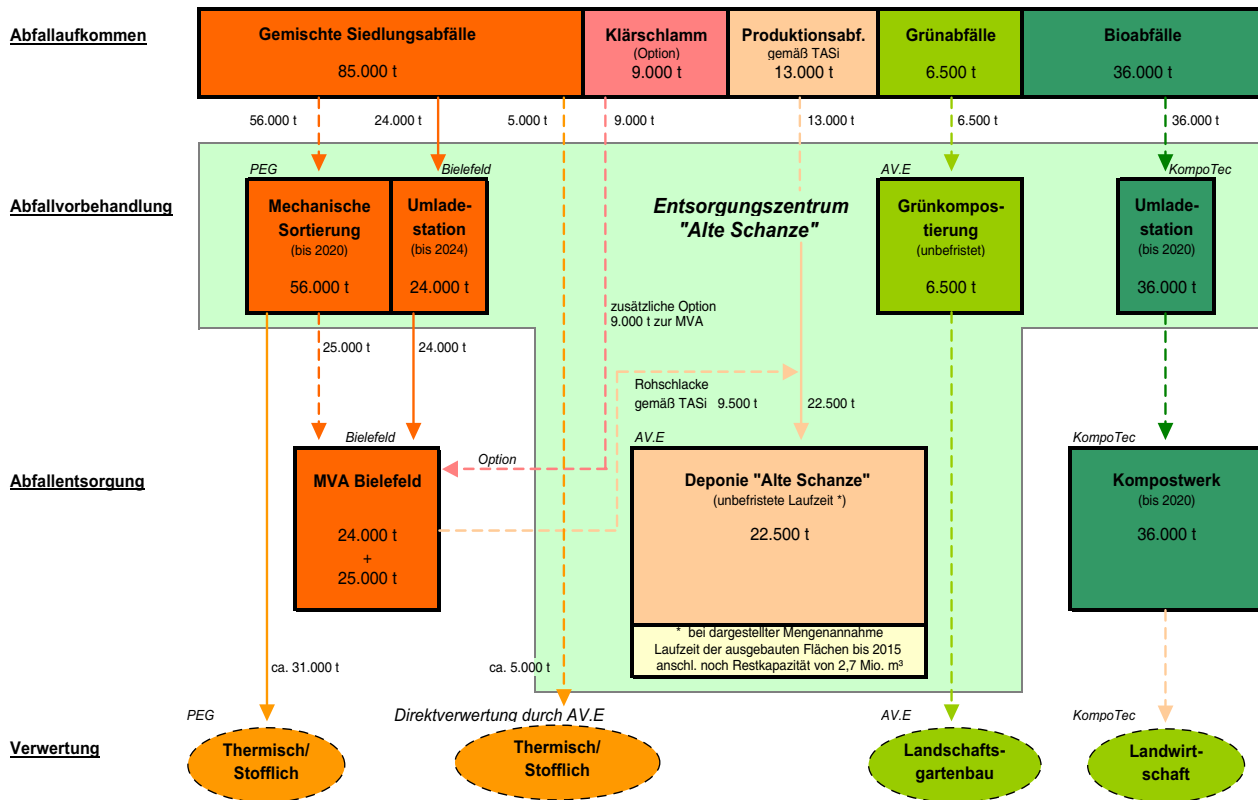 Abfallaufkommen
Gemischte Siedlungsabfälle
85.000 t
Klärschlamm
(Option)
9.000 t
Produktionsabf.
gemäß TASi
13.000 t
Grünabfälle
6.500 t
Bioabfälle
36.000 t
56.000 t
24.000 t
5.000 t
9.000 t
13.000 t
6.500 t
36.000 t
Abfallvorbehandlung
PEG
Mechanische
Sortierung
(bis 2020)
56.000 t
Bielefeld
Umlade-
station
(bis 2024)
24.000 t
Entsorgungszentrum
"Alte Schanze"
AV.E
Grünkompos-
tierung
(unbefristet)
6.500 t
KompoTec
Umlade-
station
(bis 2020)
36.000 t
zusätzliche Option
9.000 t zur MVA
25.000 t
24.000 t
Rohschlacke
gemäß TASi 9.500 t
22.500 t
Abfallentsorgung
Bielefeld
MVA Bielefeld
24.000 t
+
25.000 t
Option
AV.E
Deponie "Alte Schanze"
(unbefristete Laufzeit *)
22.500 t
* bei dargestellter Mengenannahme
Laufzeit der ausgebauten Flächen bis 2015
anschl. noch Restkapazität von 2,7 Mio. m³
KompoTec
Kompostwerk
(bis 2020)
36.000 t
ca. 31.000 t
ca. 5.000 t
Verwertung
PEG
Thermisch/
Stofflich
Direktverwertung durch AV.E
Thermisch/
Stofflich
AV.E
Landschafts-
gartenbau
KompoTec
Landwirt-
schaft